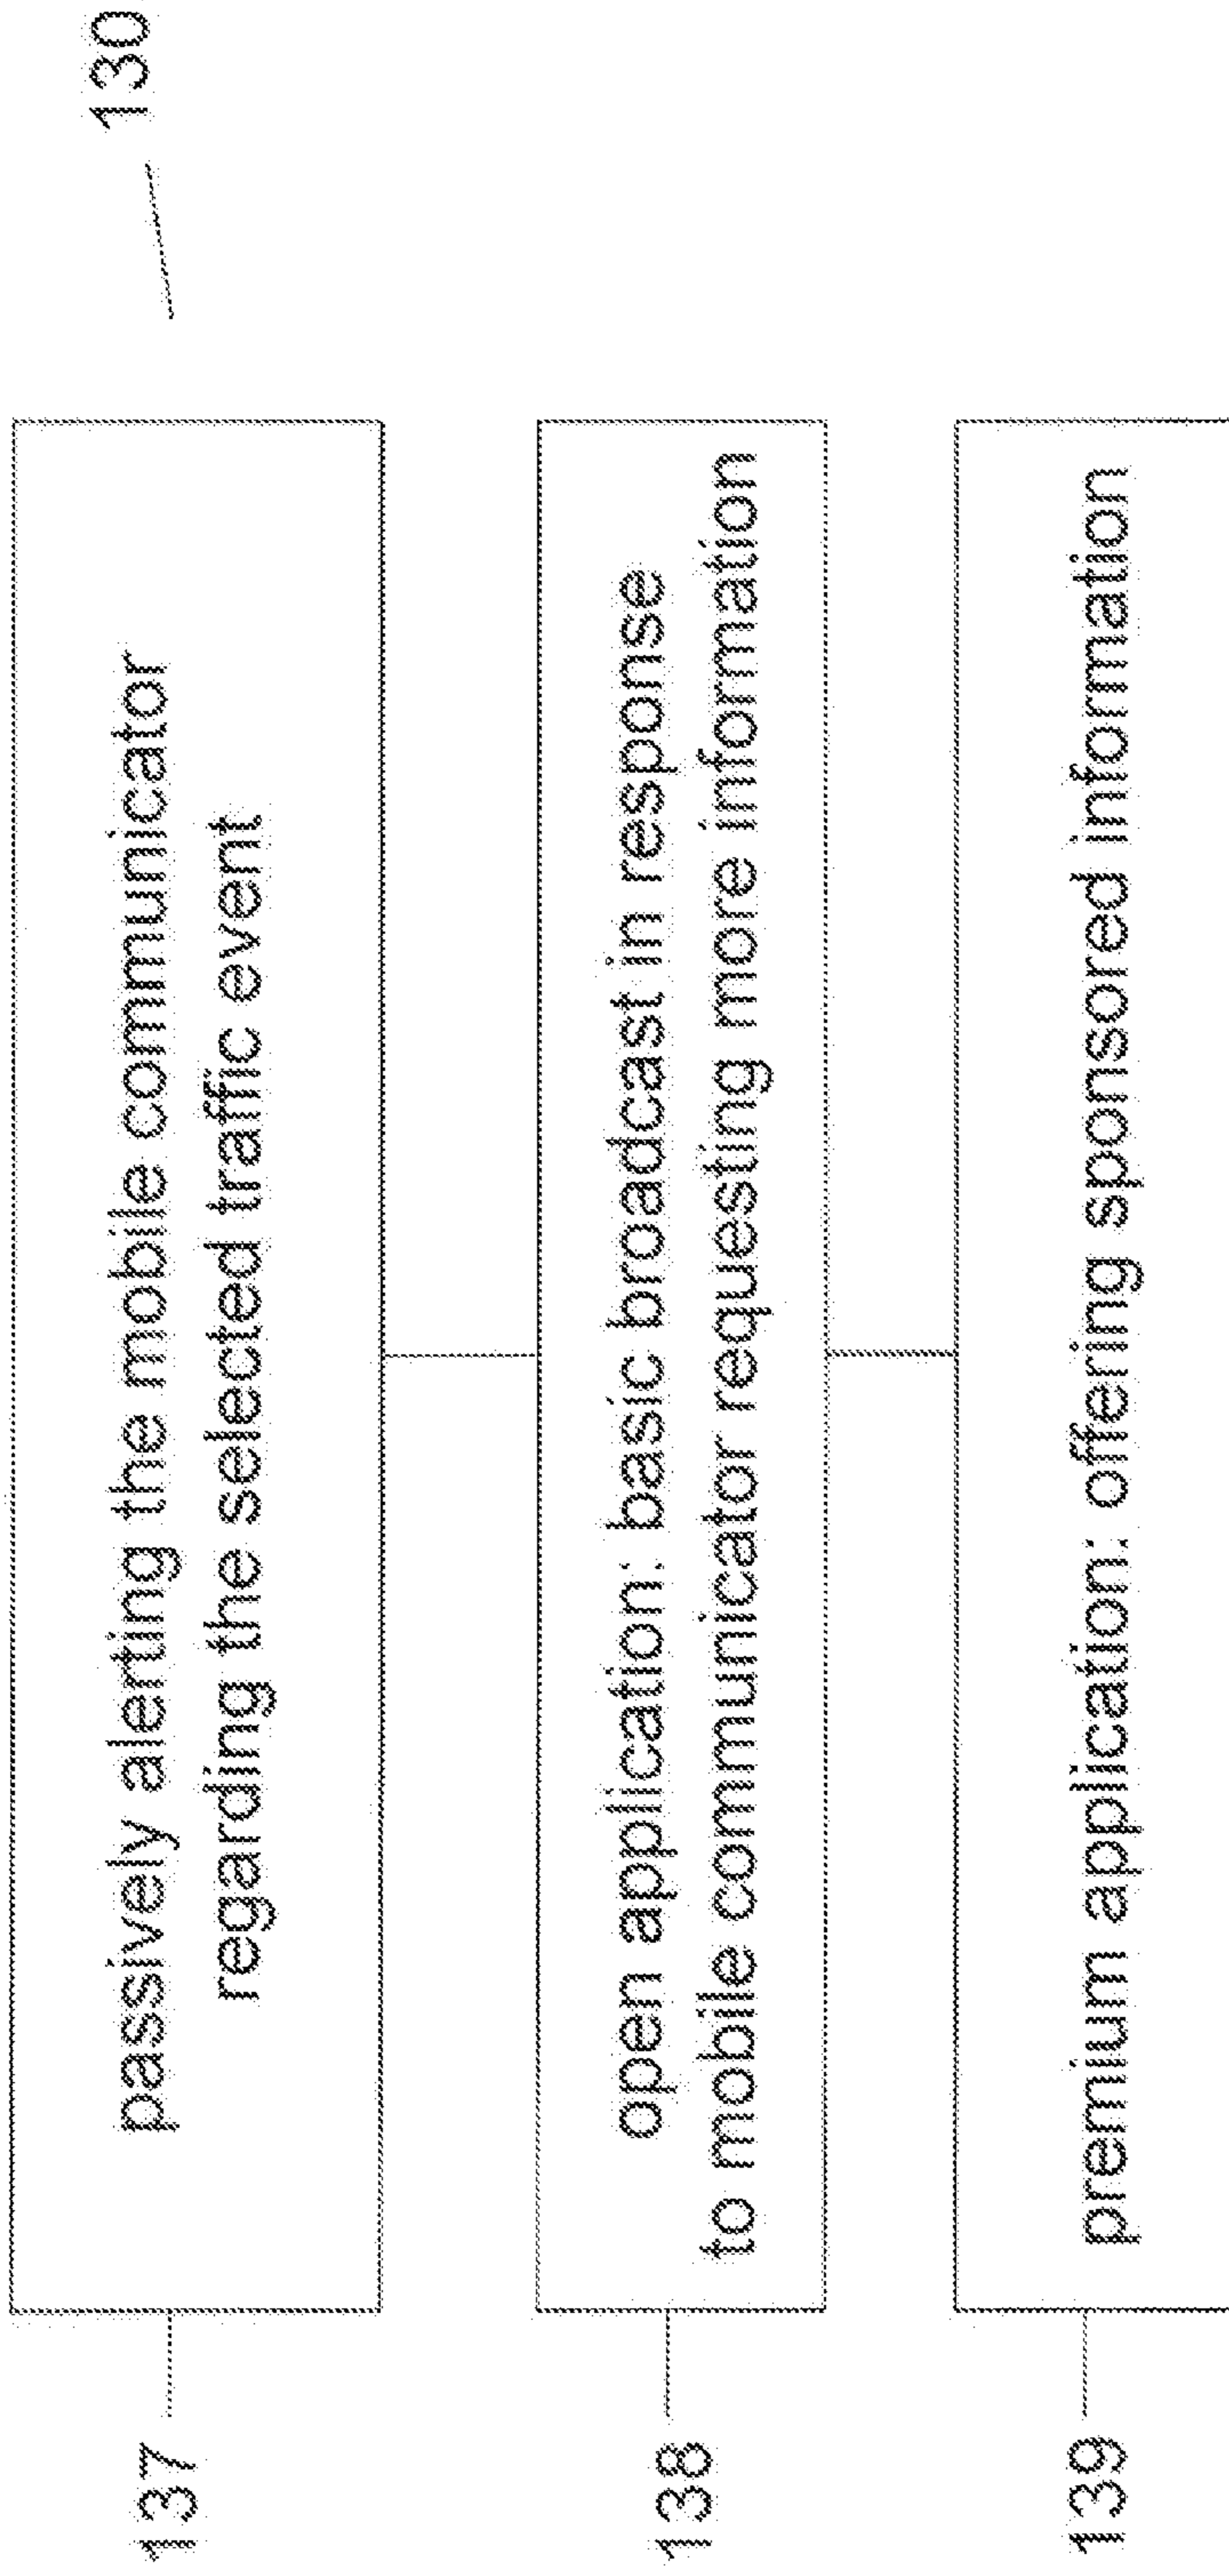 130
137
passively alerting the mobile communicator
regarding the selected traffic event
138
open application: basic broadcast in response
to mobile communicator requesting more information
139
premium application: offering sponsored information